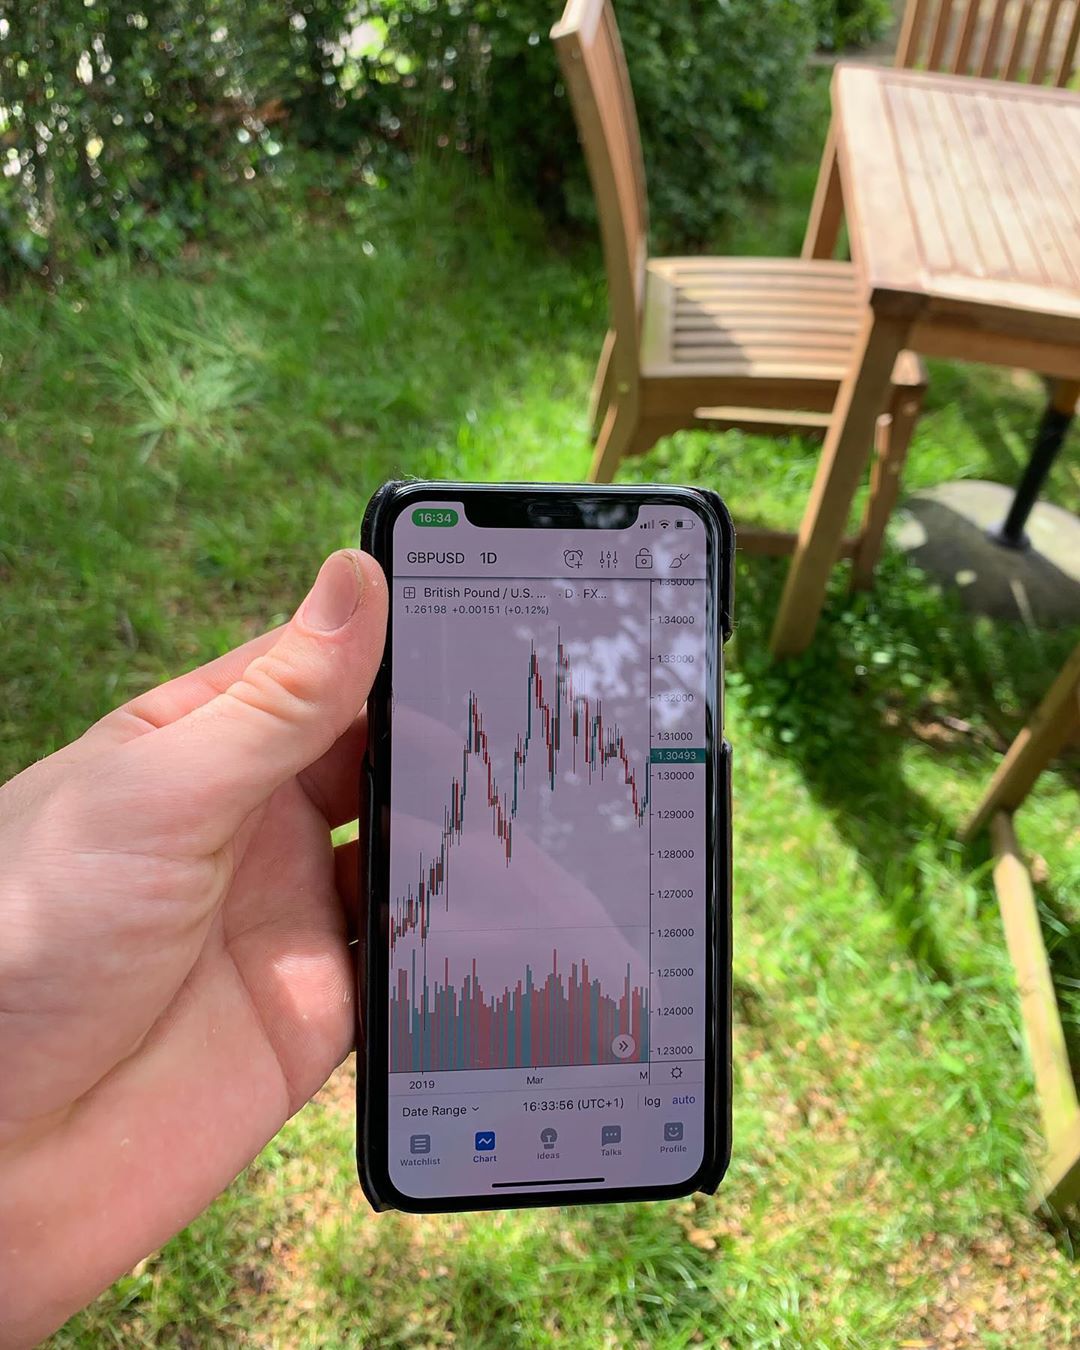 16:34
GBPUSD 1D
British Pound / U.S. ... · D · FX...
1.26198 +0.00151 (+0.12%)
1.35000
1.34000
1.33000
1.32000
1.31000
1.30493
1.30000
1.29000
1.28000
1.27000
1.26000
1.25000
1.24000
1.23000
2019 Mar M
Date Range 16:33:56 (UTC+1) log auto
Watchlist Chart Ideas Talks Profile